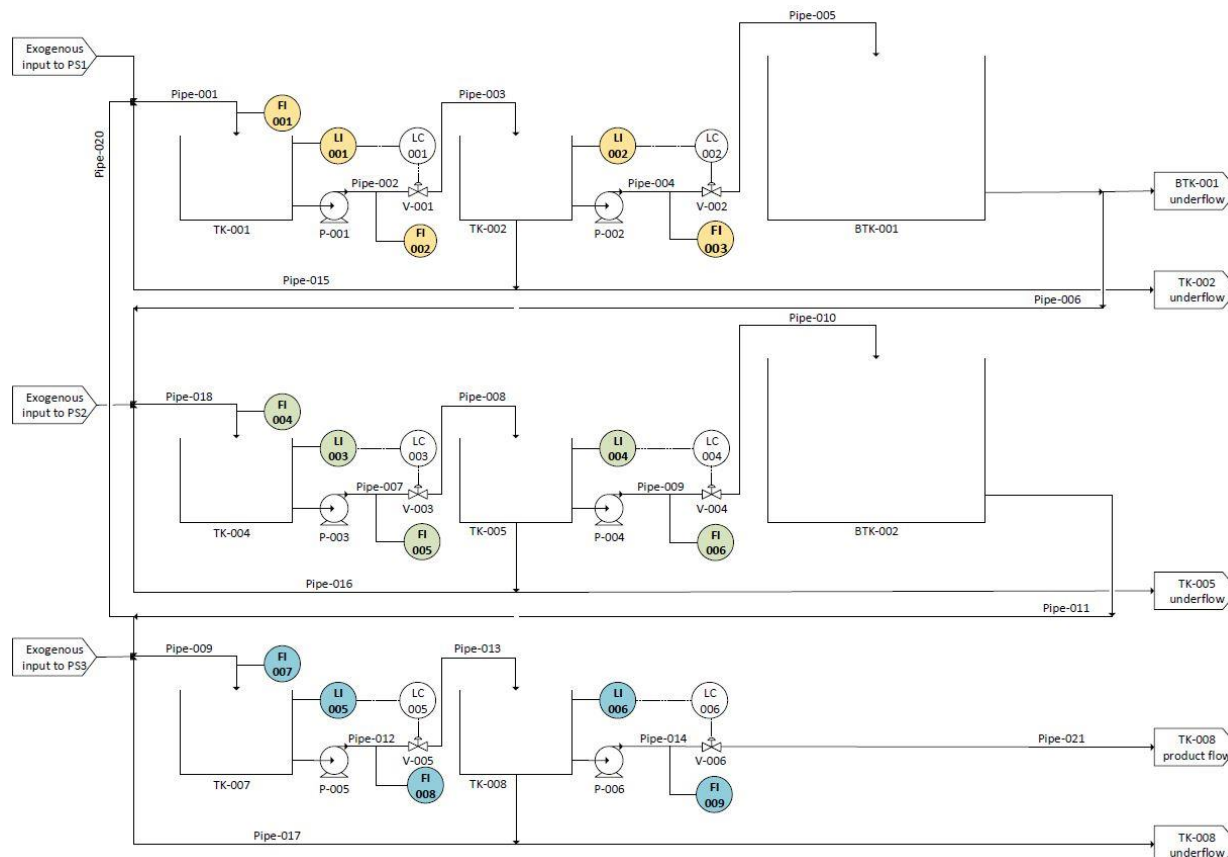 Pipe-005
Exogenous
input to PS1
Pipe-001
FI
001
Pipe-003
Pipe-020
LI
001
LC
001
LI
002
LC
002
Pipe-002
V-001
Pipe-004
V-002
TK-001
P-001
FI
002
TK-002
P-002
FI
003
BTK-001
BTK-001
underflow
Pipe-015
TK-002
underflow
Pipe-006
Pipe-010
Exogenous
input to PS2
Pipe-018
FI
004
Pipe-008
LI
003
LC
003
LI
004
LC
004
Pipe-007
V-003
Pipe-009
V-004
TK-004
P-003
FI
005
TK-005
P-004
FI
006
BTK-002
Pipe-016
TK-005
underflow
Pipe-011
Exogenous
input to PS3
Pipe-009
FI
007
Pipe-013
LI
005
LC
005
LI
006
LC
006
Pipe-012
V-005
Pipe-014
V-006
Pipe-021
TK-008
product flow
TK-007
P-005
FI
008
TK-008
P-006
FI
009
Pipe-017
TK-008
underflow